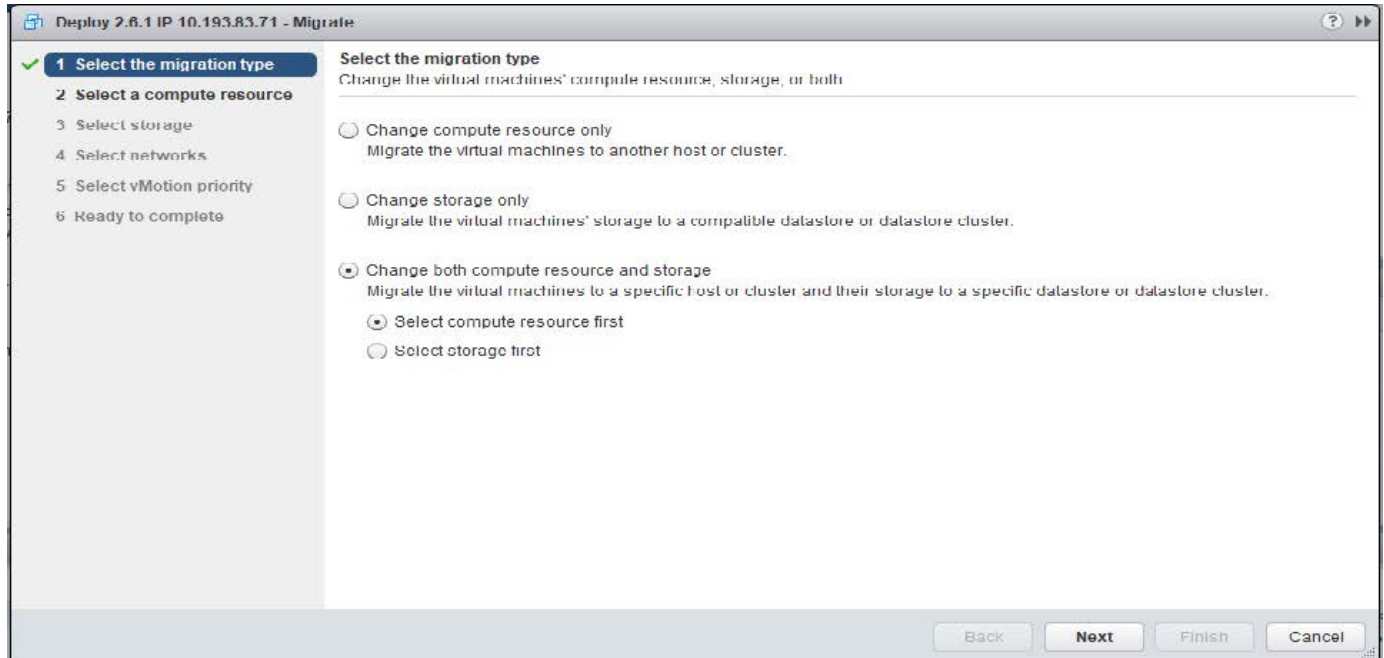 Deploy 2.6.1 IP 10.193.83.71 - Migrate
1 Select the migration type
2 Select a compute resource
3 Select storage
4 Select networks
5 Select vMotion priority
6 Ready to complete
Select the migration type
Change the virtual machines' compute resource, storage, or both
Change compute resource only
Migrate the virtual machines to another host or cluster.
Change storage only
Migrate the virtual machines' storage to a compatible datastore or datastore cluster.
Change both compute resource and storage
Migrate the virtual machines to a specific host or cluster and their storage to a specific datastore or datastore cluster.
Select compute resource first
Select storage first
Back
Next
Finish
Cancel